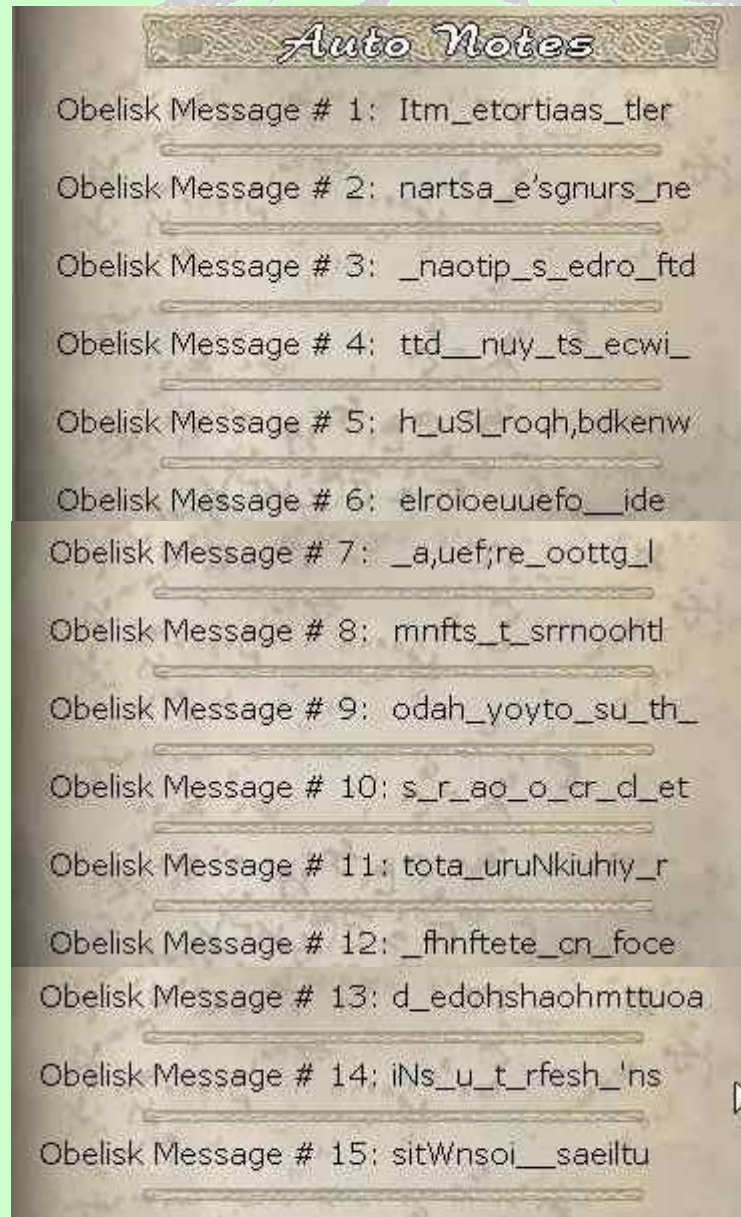 Auto Notes
Obelisk Message # 1: Itm_etortiaas_tler
Obelisk Message # 2: nartsa_e'sgnurs_ne
Obelisk Message # 3: _naotip_s_edro_ftd
Obelisk Message # 4: ttd__nuy_ts_ecwi_
Obelisk Message # 5: h_uSl_roqh,bdkenw
Obelisk Message # 6: elroioeuuefo__ide
Obelisk Message # 7: _a,uef;re_oottg_l
Obelisk Message # 8: mnfts_t_srrnoohtl
Obelisk Message # 9: odah_yoyto_su_th_
Obelisk Message # 10: s_r_ao_o_cr_cl_et
Obelisk Message # 11: tota_uruNkiuhiy_r
Obelisk Message # 12: _fhnftete_cn_foce
Obelisk Message # 13: d_edohshaohmttuoa
Obelisk Message # 14: iNs_u_t_rfesh_'ns
Obelisk Message # 15: sitWnsoi__saeiltu